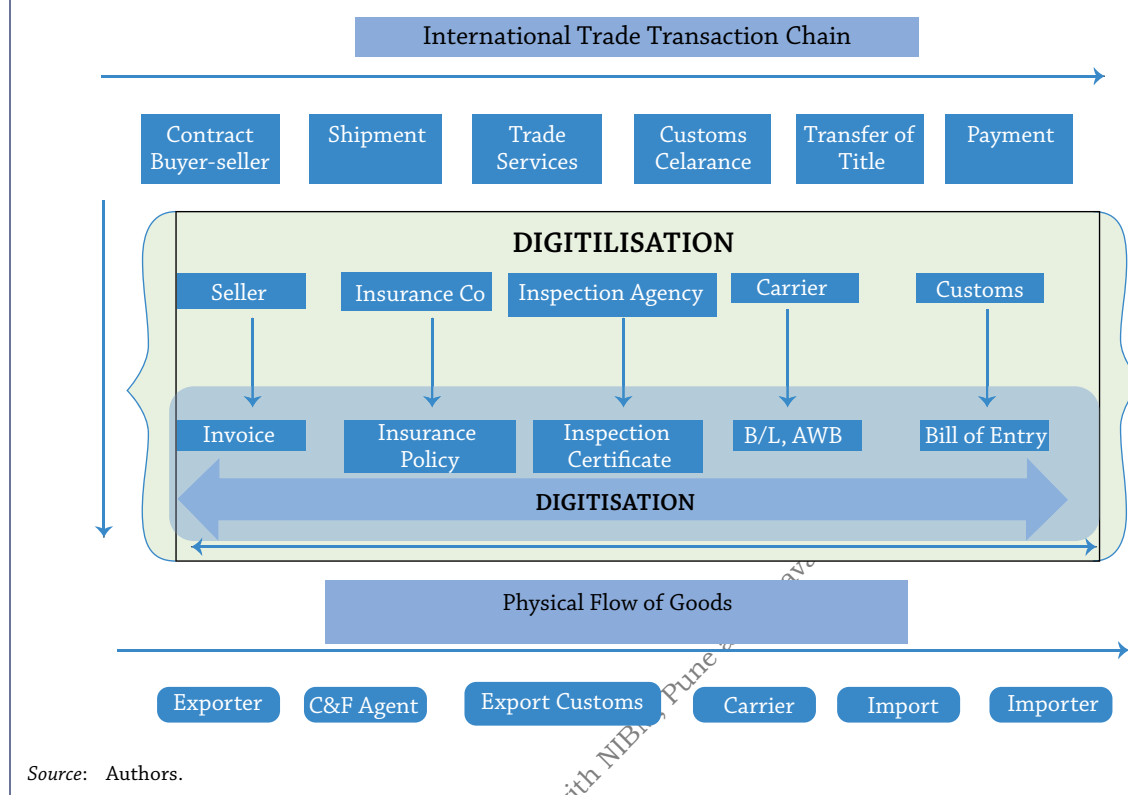 International Trade Transaction Chain
Contract Buyer-seller
Shipment
Trade Services
Customs Celarance
Transfer of Title
Payment
DIGITILISATION
Seller
Insurance Co
Inspection Agency
Carrier
Customs
Invoice
Insurance Policy
Inspection Certificate
B/L, AWB
Bill of Entry
DIGITISATION
Physical Flow of Goods
Exporter
C&F Agent
Export Customs
Carrier
Import
Importer
Source: Authors.
Pune